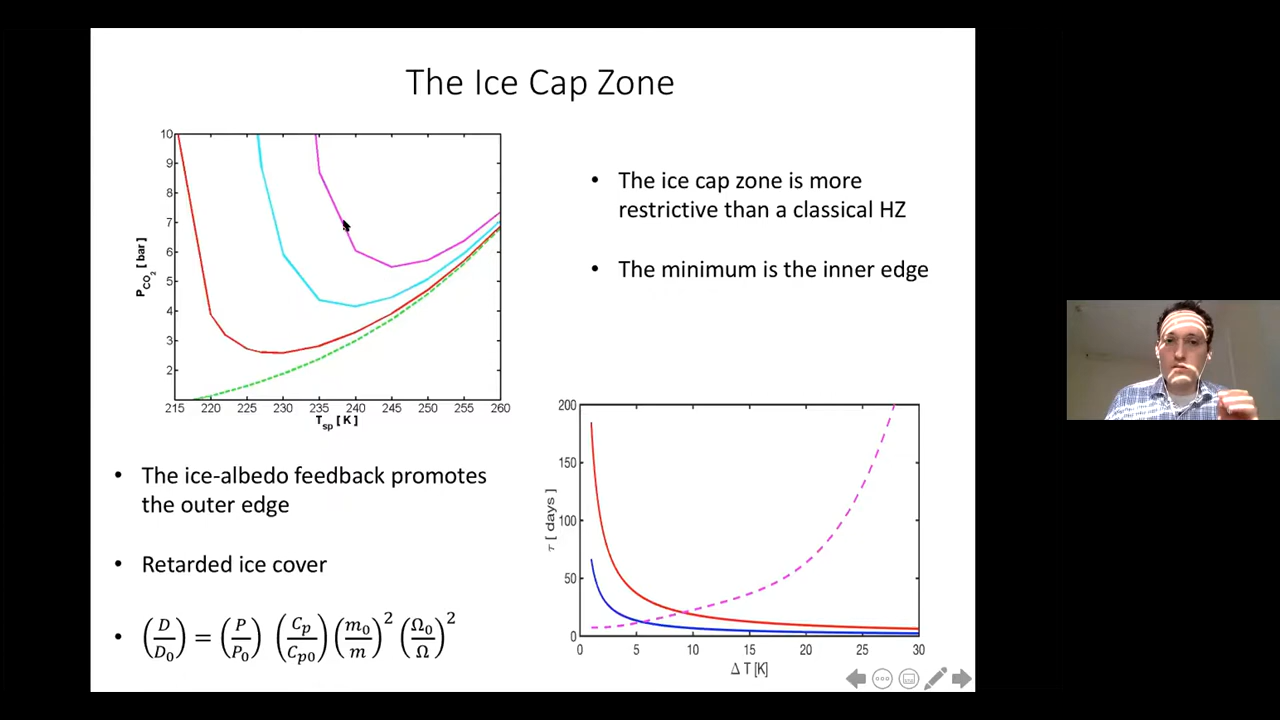 The Ice Cap Zone
10
9
8
7
6
5
4
3
2
P_CO2 [ bar ]
215 220 225 230 235 240 245 250 255 260
T_sp [ K ]
• The ice cap zone is more
restrictive than a classical HZ
• The minimum is the inner edge
• The ice-albedo feedback promotes
the outer edge
• Retarded ice cover
• (D/D₀) = (P/P₀) (C_p/C_p0) (m₀/m)² (Ω₀/Ω)²
200
150
100
50
0
τ [ days ]
0 5 10 15 20 25 30
Δ T [K]